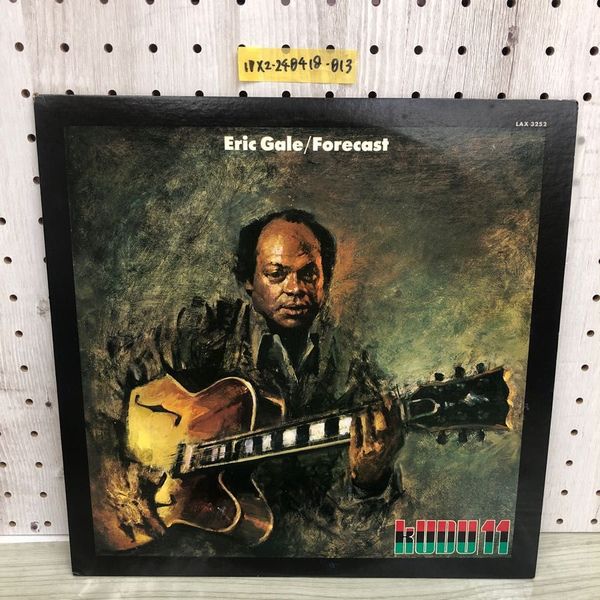 1PX2-240418-013
LAX 3252
Eric Gale/Forecast
KUDU/11